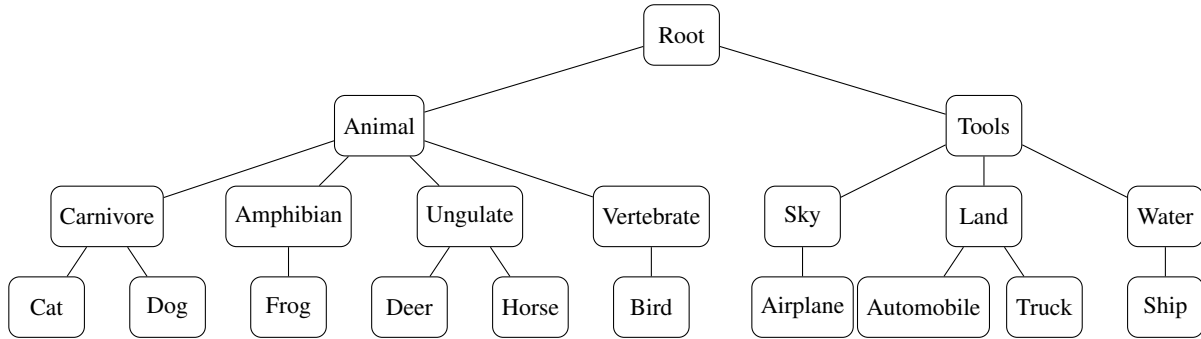 Root
Animal
Tools
Carnivore
Amphibian
Ungulate
Vertebrate
Sky
Land
Water
Cat
Dog
Frog
Deer
Horse
Bird
Airplane
Automobile
Truck
Ship